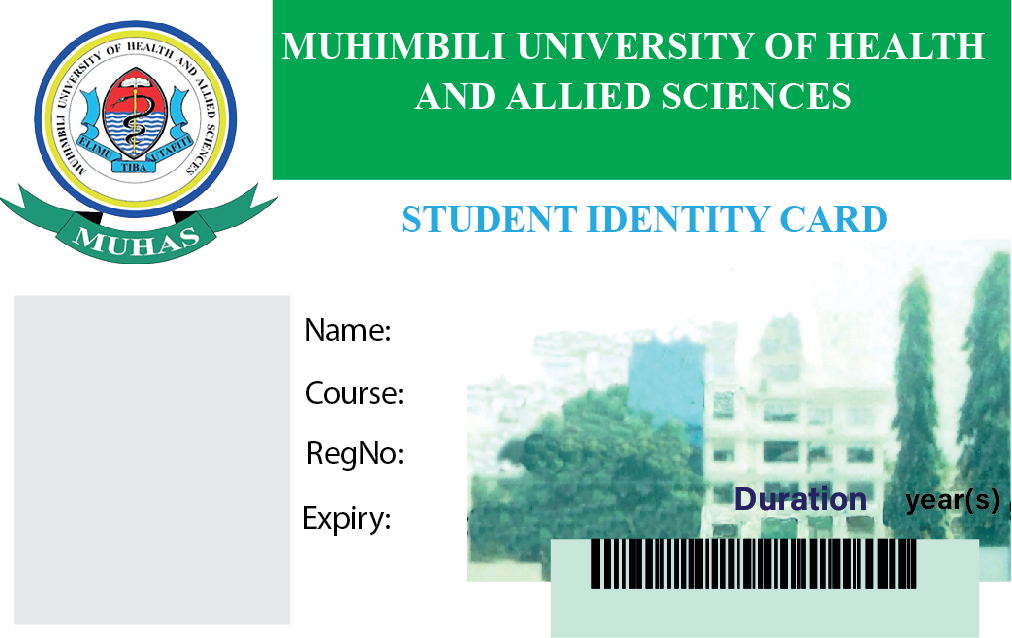 MUHIMBILI UNIVERSITY OF HEALTH AND ALLIED SCIENCES
ELIMU TIBA UTAFITI
MUHAS
MUHIMBILI UNIVERSITY OF HEALTH
AND ALLIED SCIENCES
STUDENT IDENTITY CARD
Name:
Course:
RegNo:
Duration year(s)
Expiry: